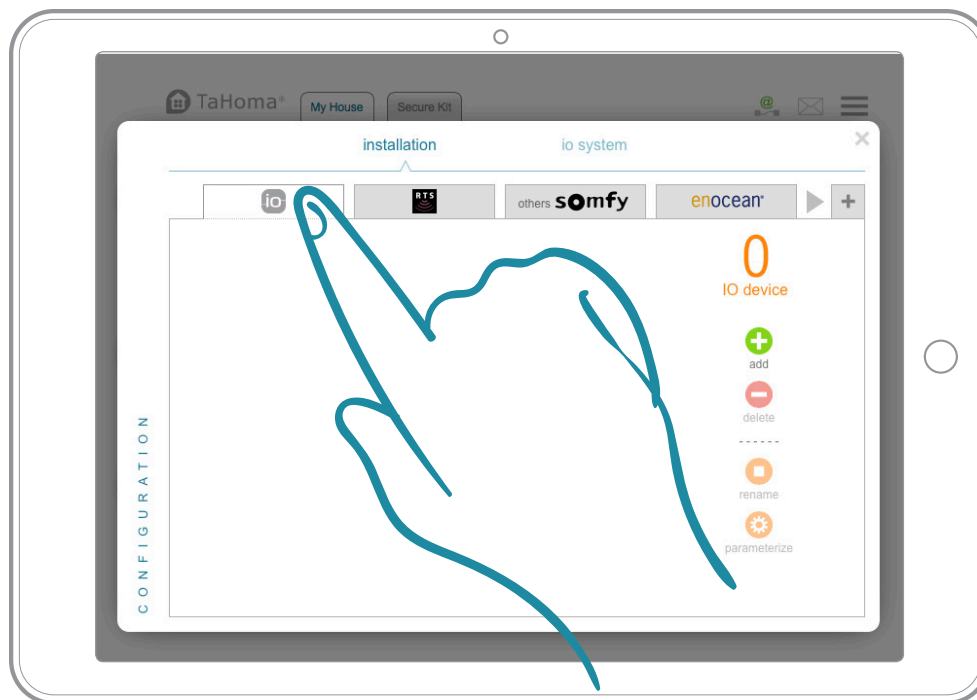 TaHoma®
My House
Secure Kit
@
installation
io system
io
RTS
others somfy
enocean®
0
IO device
add
delete
rename
parameterize
CONFIGURATION